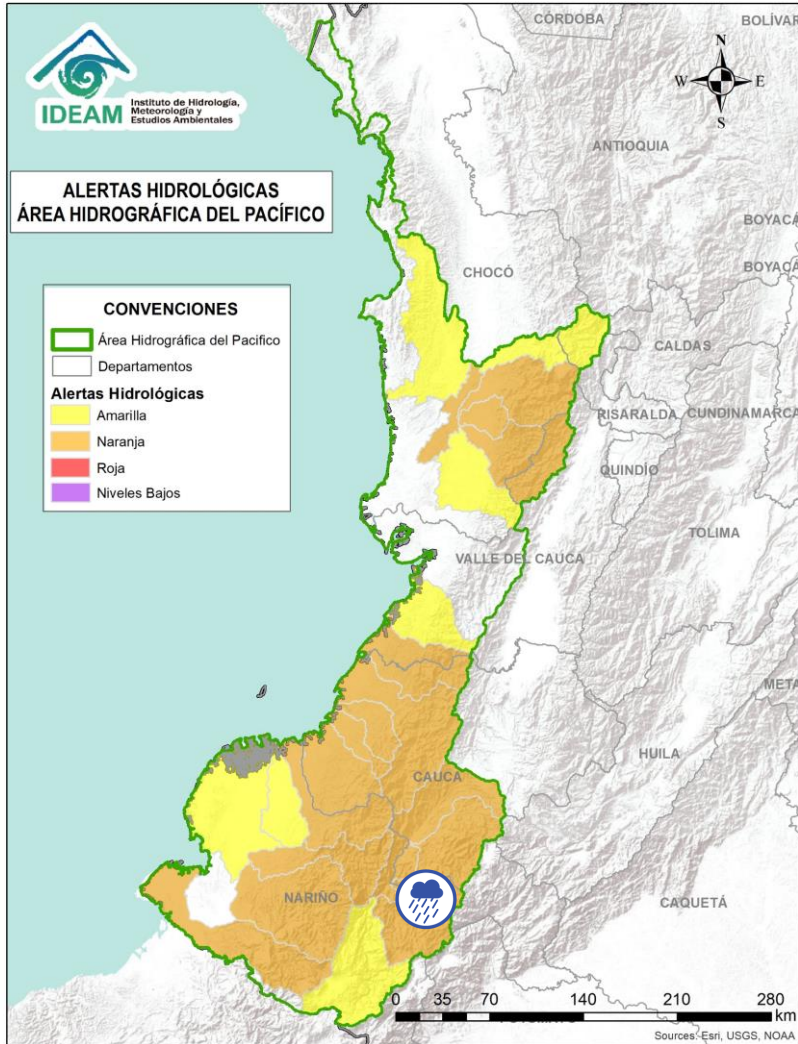 IDEAM
Instituto de Hidrología,
Meteorología y
Estudios Ambientales
ALERTAS HIDROLÓGICAS
ÁREA HIDROGRÁFICA DEL PACÍFICO
CONVENCIONES
Área Hidrográfica del Pacífico
Departamentos
Alertas Hidrológicas
Amarilla
Naranja
Roja
Niveles Bajos
N
W E
S
CÓRDOBA
BOLÍVAR
ANTIOQUIA
BOYACÁ
BOYACÁ
CHOCÓ
CALDAS
RISARALDA
CUNDINAMARCA
QUINDÍO
TOLIMA
VALLE DEL CAUCA
META
HUILA
CAUCA
NARIÑO
CAQUETÁ
0 35 70 140 210 280
km
Sources: Esri, USGS, NOAA